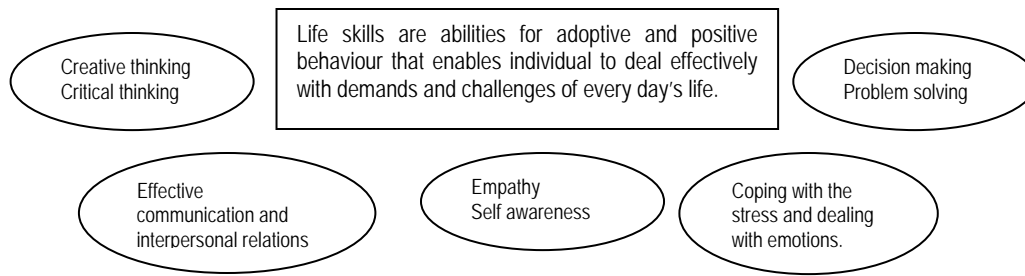 Life skills are abilities for adoptive and positive
behaviour that enables individual to deal effectively
with demands and challenges of every day's life.
Creative thinking
Critical thinking
Decision making
Problem solving
Effective
communication and
interpersonal relations
Empathy
Self awareness
Coping with the
stress and dealing
with emotions.